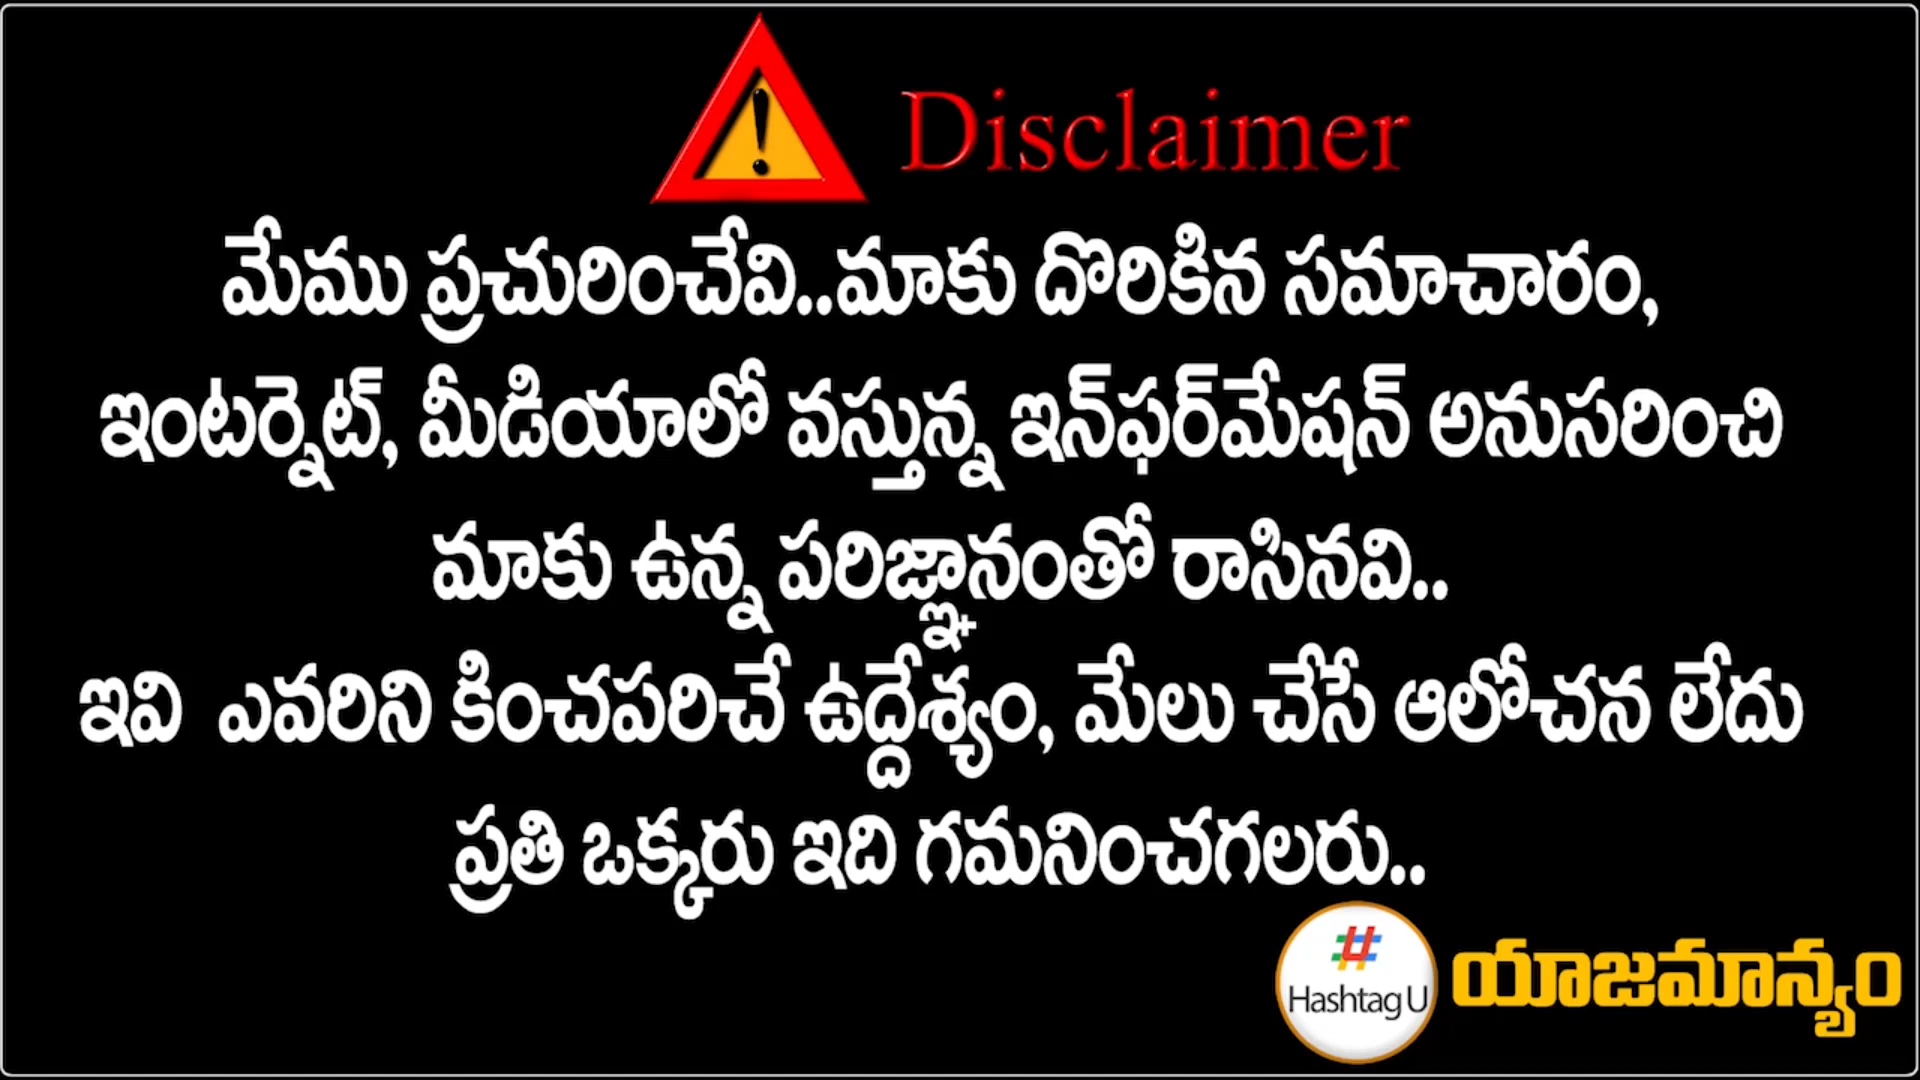 Disclaimer
మేము ప్రచురించేవి..మాకు దొరికిన సమాచారం,
ఇంటర్నెట్, మీడియాలో వస్తున్న ఇన్‌ఫర్‌మేషన్ అనుసరించి
మాకు ఉన్న పరిజ్ఞానంతో రాసినవి..
ఇవి ఎవరిని కించపరిచే ఉద్దేశ్యం, మేలు చేసే ఆలోచన లేదు
ప్రతి ఒక్కరు ఇది గమనించగలరు..
# Hashtag U యాజమాన్యం